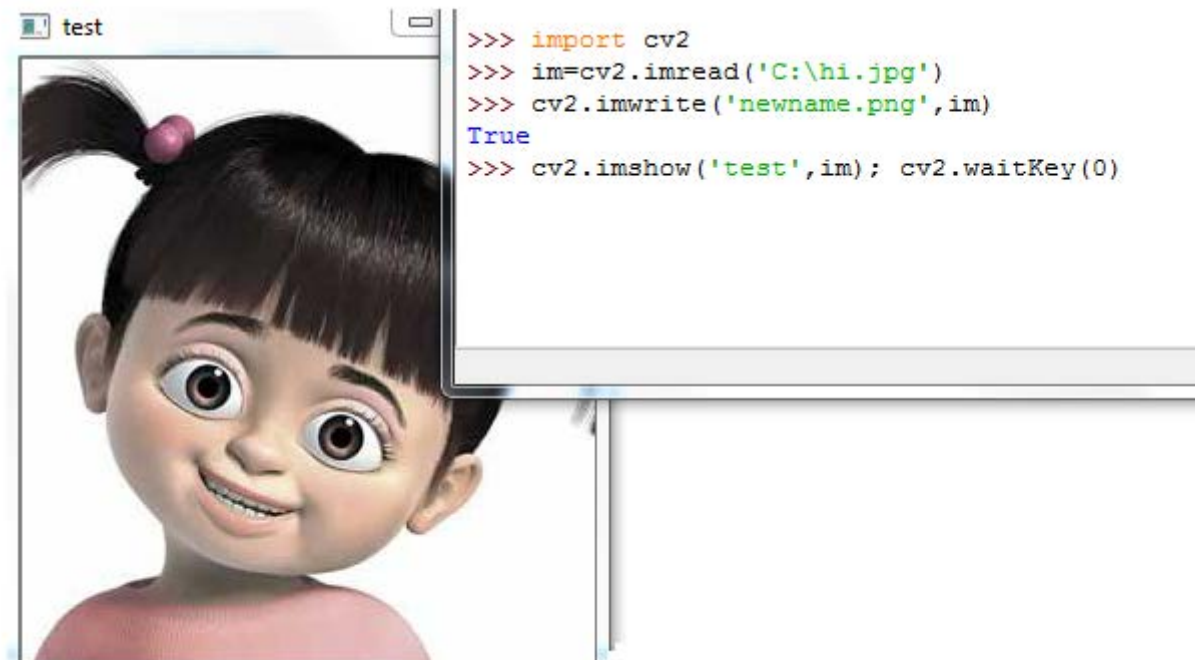 test
>>> import cv2
>>> im=cv2.imread('C:\hi.jpg')
>>> cv2.imwrite('newname.png',im)
True
>>> cv2.imshow('test',im); cv2.waitKey(0)